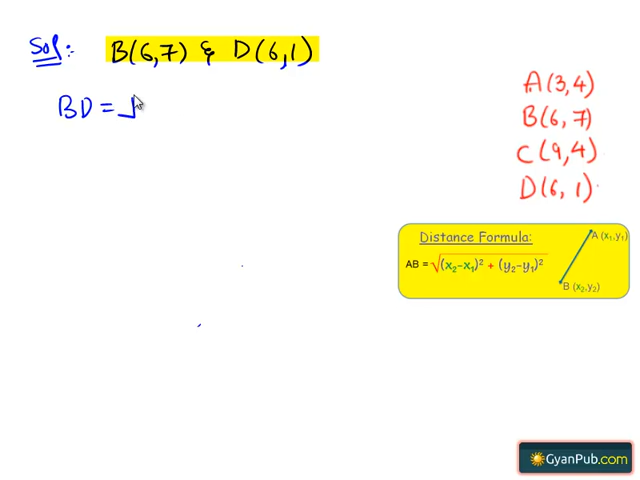 Sol:
B(6,7) & D(6,1)
BD = √
A(3,4)
B(6,7)
C(9,4)
D(6,1)
Distance Formula:
AB = √(x₂-x₁)² + (y₂-y₁)²
A (x₁,y₁)
B (x₂,y₂)
GyanPub.com